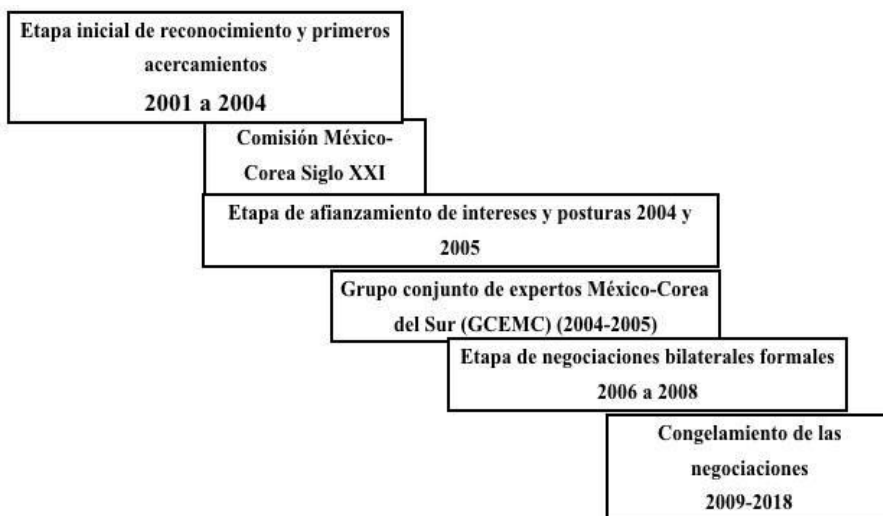 Etapa inicial de reconocimiento y primeros
acercamientos
2001 a 2004
Comisión México-
Corea Siglo XXI
Etapa de afianzamiento de intereses y posturas 2004 y
2005
Grupo conjunto de expertos México-Corea
del Sur (GCEMC) (2004-2005)
Etapa de negociaciones bilaterales formales
2006 a 2008
Congelamiento de las
negociaciones
2009-2018